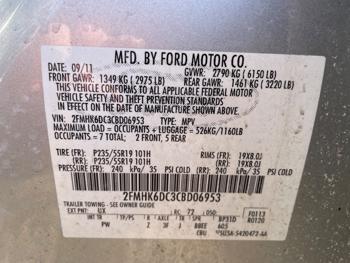 MFD. BY FORD MOTOR CO.
DATE: 09/11 GVWR: 2790 KG ( 6150 LB)
FRONT GAWR: 1349 KG ( 2975 LB) REAR GAWR: 1461 KG ( 3220 LB)
THIS VEHICLE CONFORMS TO ALL APPLICABLE FEDERAL MOTOR
VEHICLE SAFETY AND THEFT PREVENTION STANDARDS IN EFFECT ON
THE DATE OF MANUFACTURE SHOWN ABOVE.
VIN: 2FMHK6DC3CBD06953 TYPE: MPV
MAXIMUM LOAD = OCCUPANTS + LUGGAGE = 526KG/1160LB
OCCUPANTS = 7 TOTAL, 2 FRONT, 5 REAR
TIRE (FR): P235/55R19 101H RIMS (FR): 19X8.0J
(RR): P235/55R19 101H (RR): 19X8.0J
PRESSURE (FR): 240 KPA/ 35 PSI COLD (RR): 240 KPA/ 35 PSI COLD
2FMHK6DC3CBD06953
TRAILER TOWING - SEE OWNER GUIDE
EXT PNT: UX RC: 77 DSO: F0113
R0120